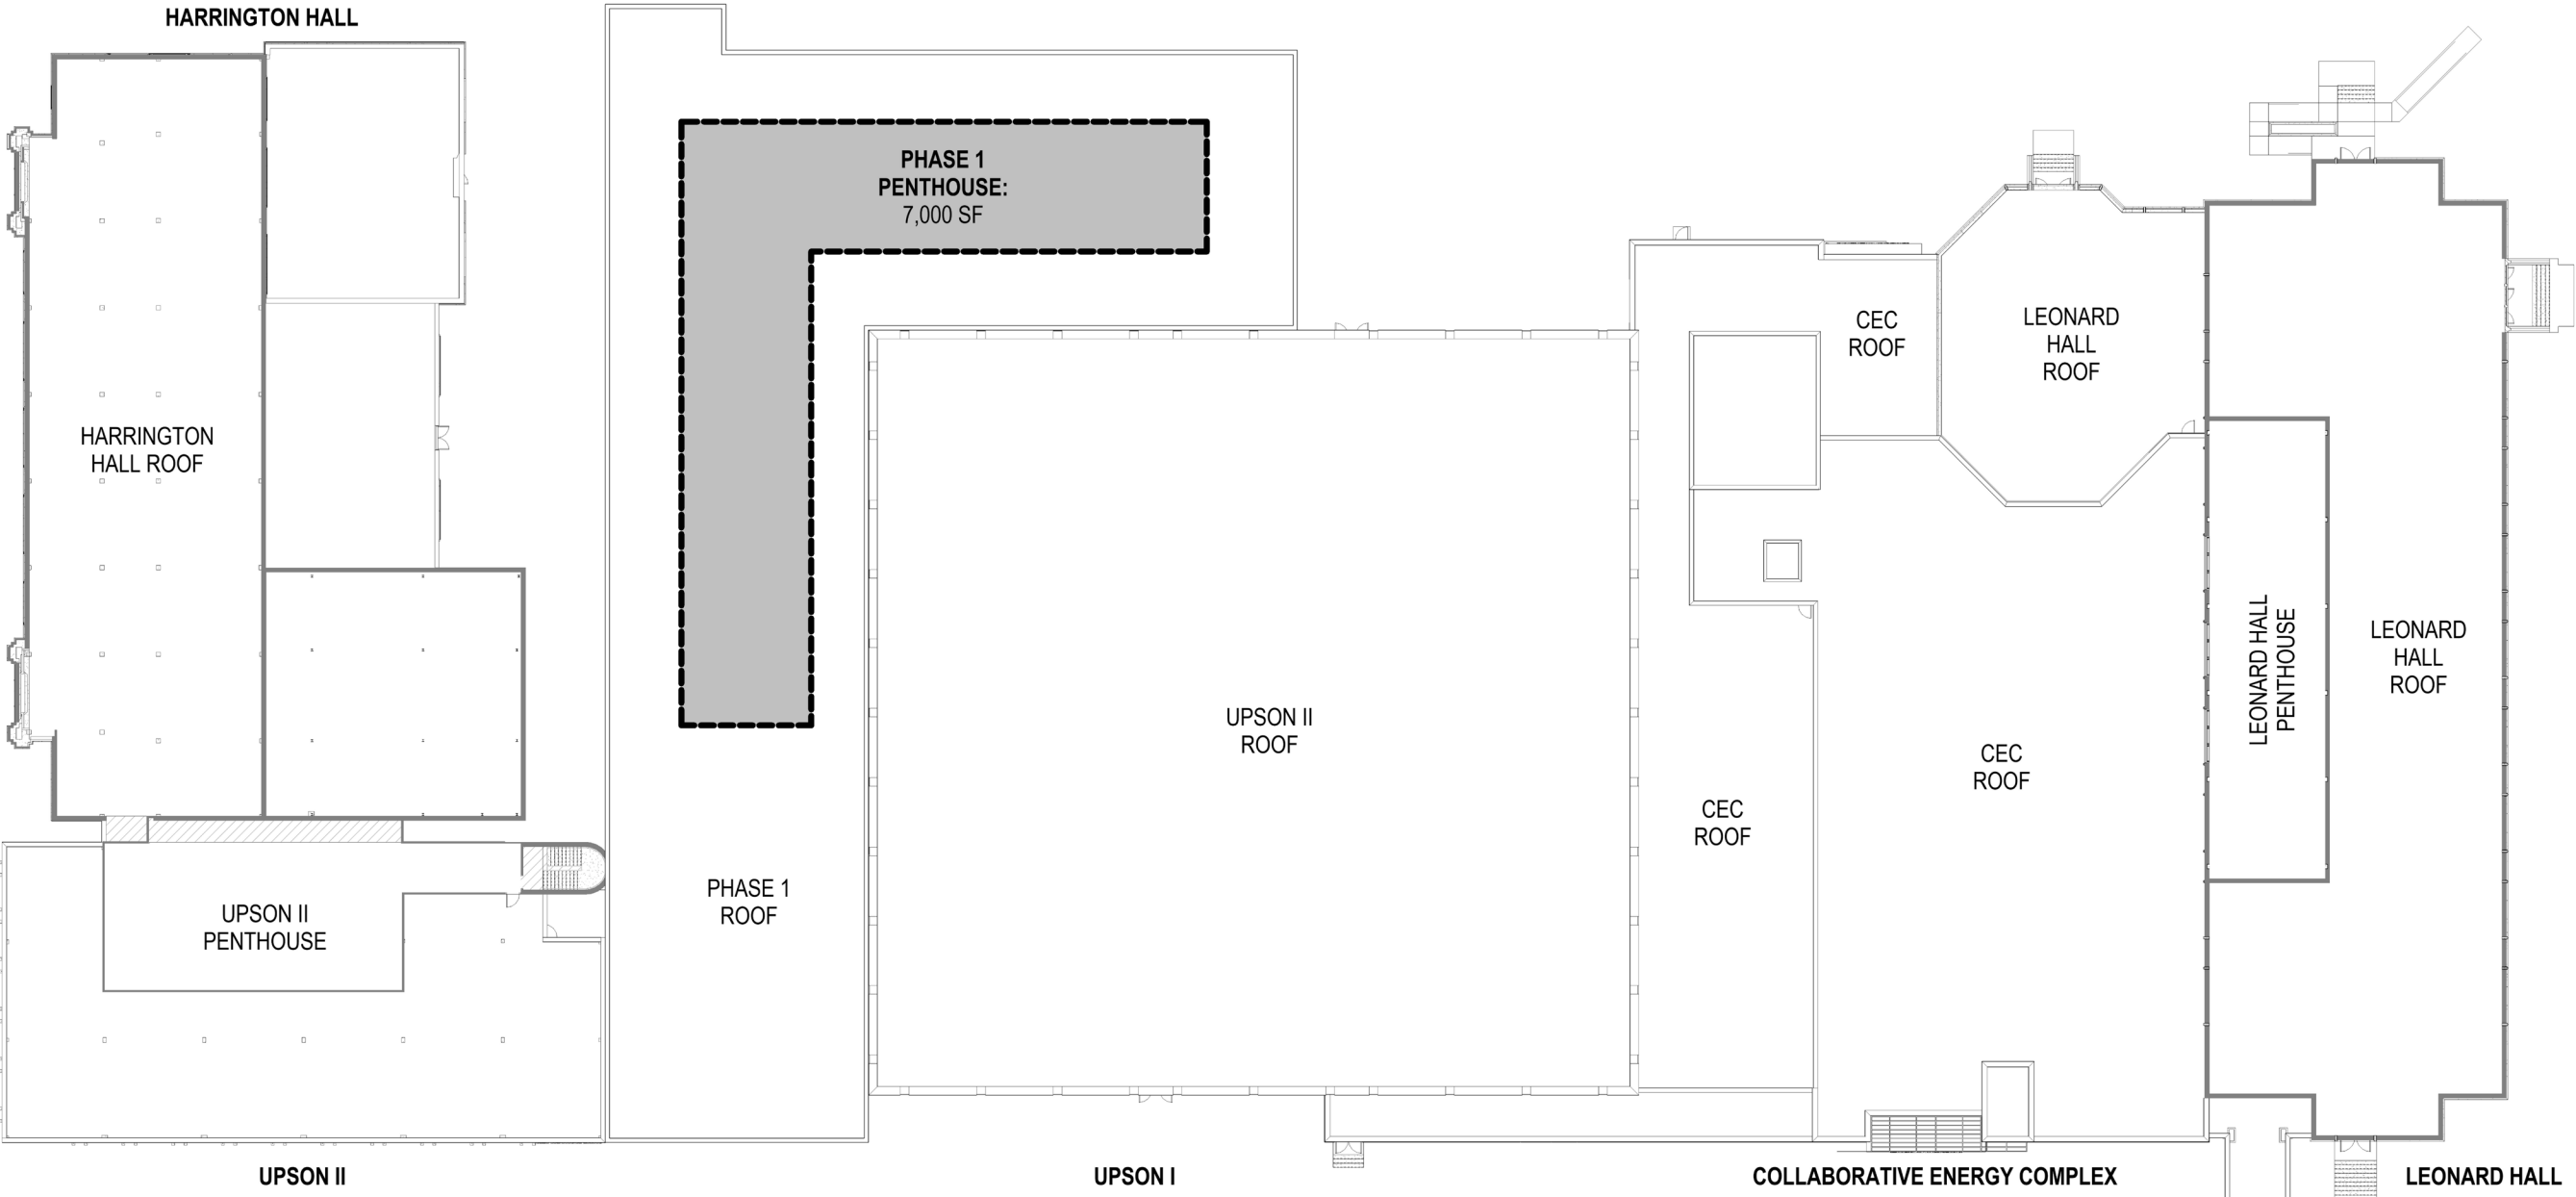 HARRINGTON HALL
PHASE 1
PENTHOUSE:
7,000 SF
CEC
ROOF
LEONARD
HALL
ROOF
HARRINGTON
HALL ROOF
LEONARD HALL
PENTHOUSE
LEONARD
HALL
ROOF
UPSON II
ROOF
CEC
ROOF
CEC
ROOF
PHASE 1
ROOF
UPSON II
PENTHOUSE
UPSON II
UPSON I
COLLABORATIVE ENERGY COMPLEX
LEONARD HALL